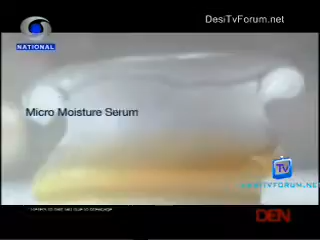 DesiTvForum.net
NATIONAL
Micro Moisture Serum
TV
DESITVFORUM.NET
DEN